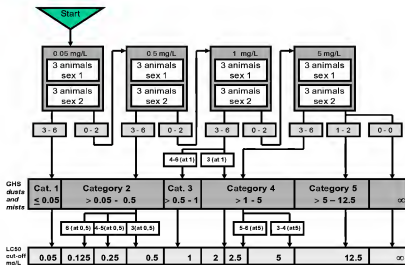 Start
0.05 mg/L
0.5 mg/L
1 mg/L
5 mg/L
3 animals
sex 1
3 animals
sex 1
3 animals
sex 1
3 animals
sex 1
3 animals
sex 2
3 animals
sex 2
3 animals
sex 2
3 animals
sex 2
3 - 6
0 - 2
3 - 6
0 - 2
3 - 6
0 - 2
3 - 6
1 - 2
0 - 0
4-6 (at 1)
3 (at 1)
GHS
dusts
and
mists
Cat. 1
≤ 0.05
Category 2
> 0.05 - 0.5
Cat. 3
> 0.5 - 1
Category 4
> 1 - 5
Category 5
> 5 – 12.5
∞
6 (at 0,5)
4-5 (at 0,5)
3 (at 0,5)
5-6 (at5)
3-4 (at5)
LC50
cut-off
mg/L
0.05
0.125
0.25
0.5
1
2
2.5
5
12.5
∞